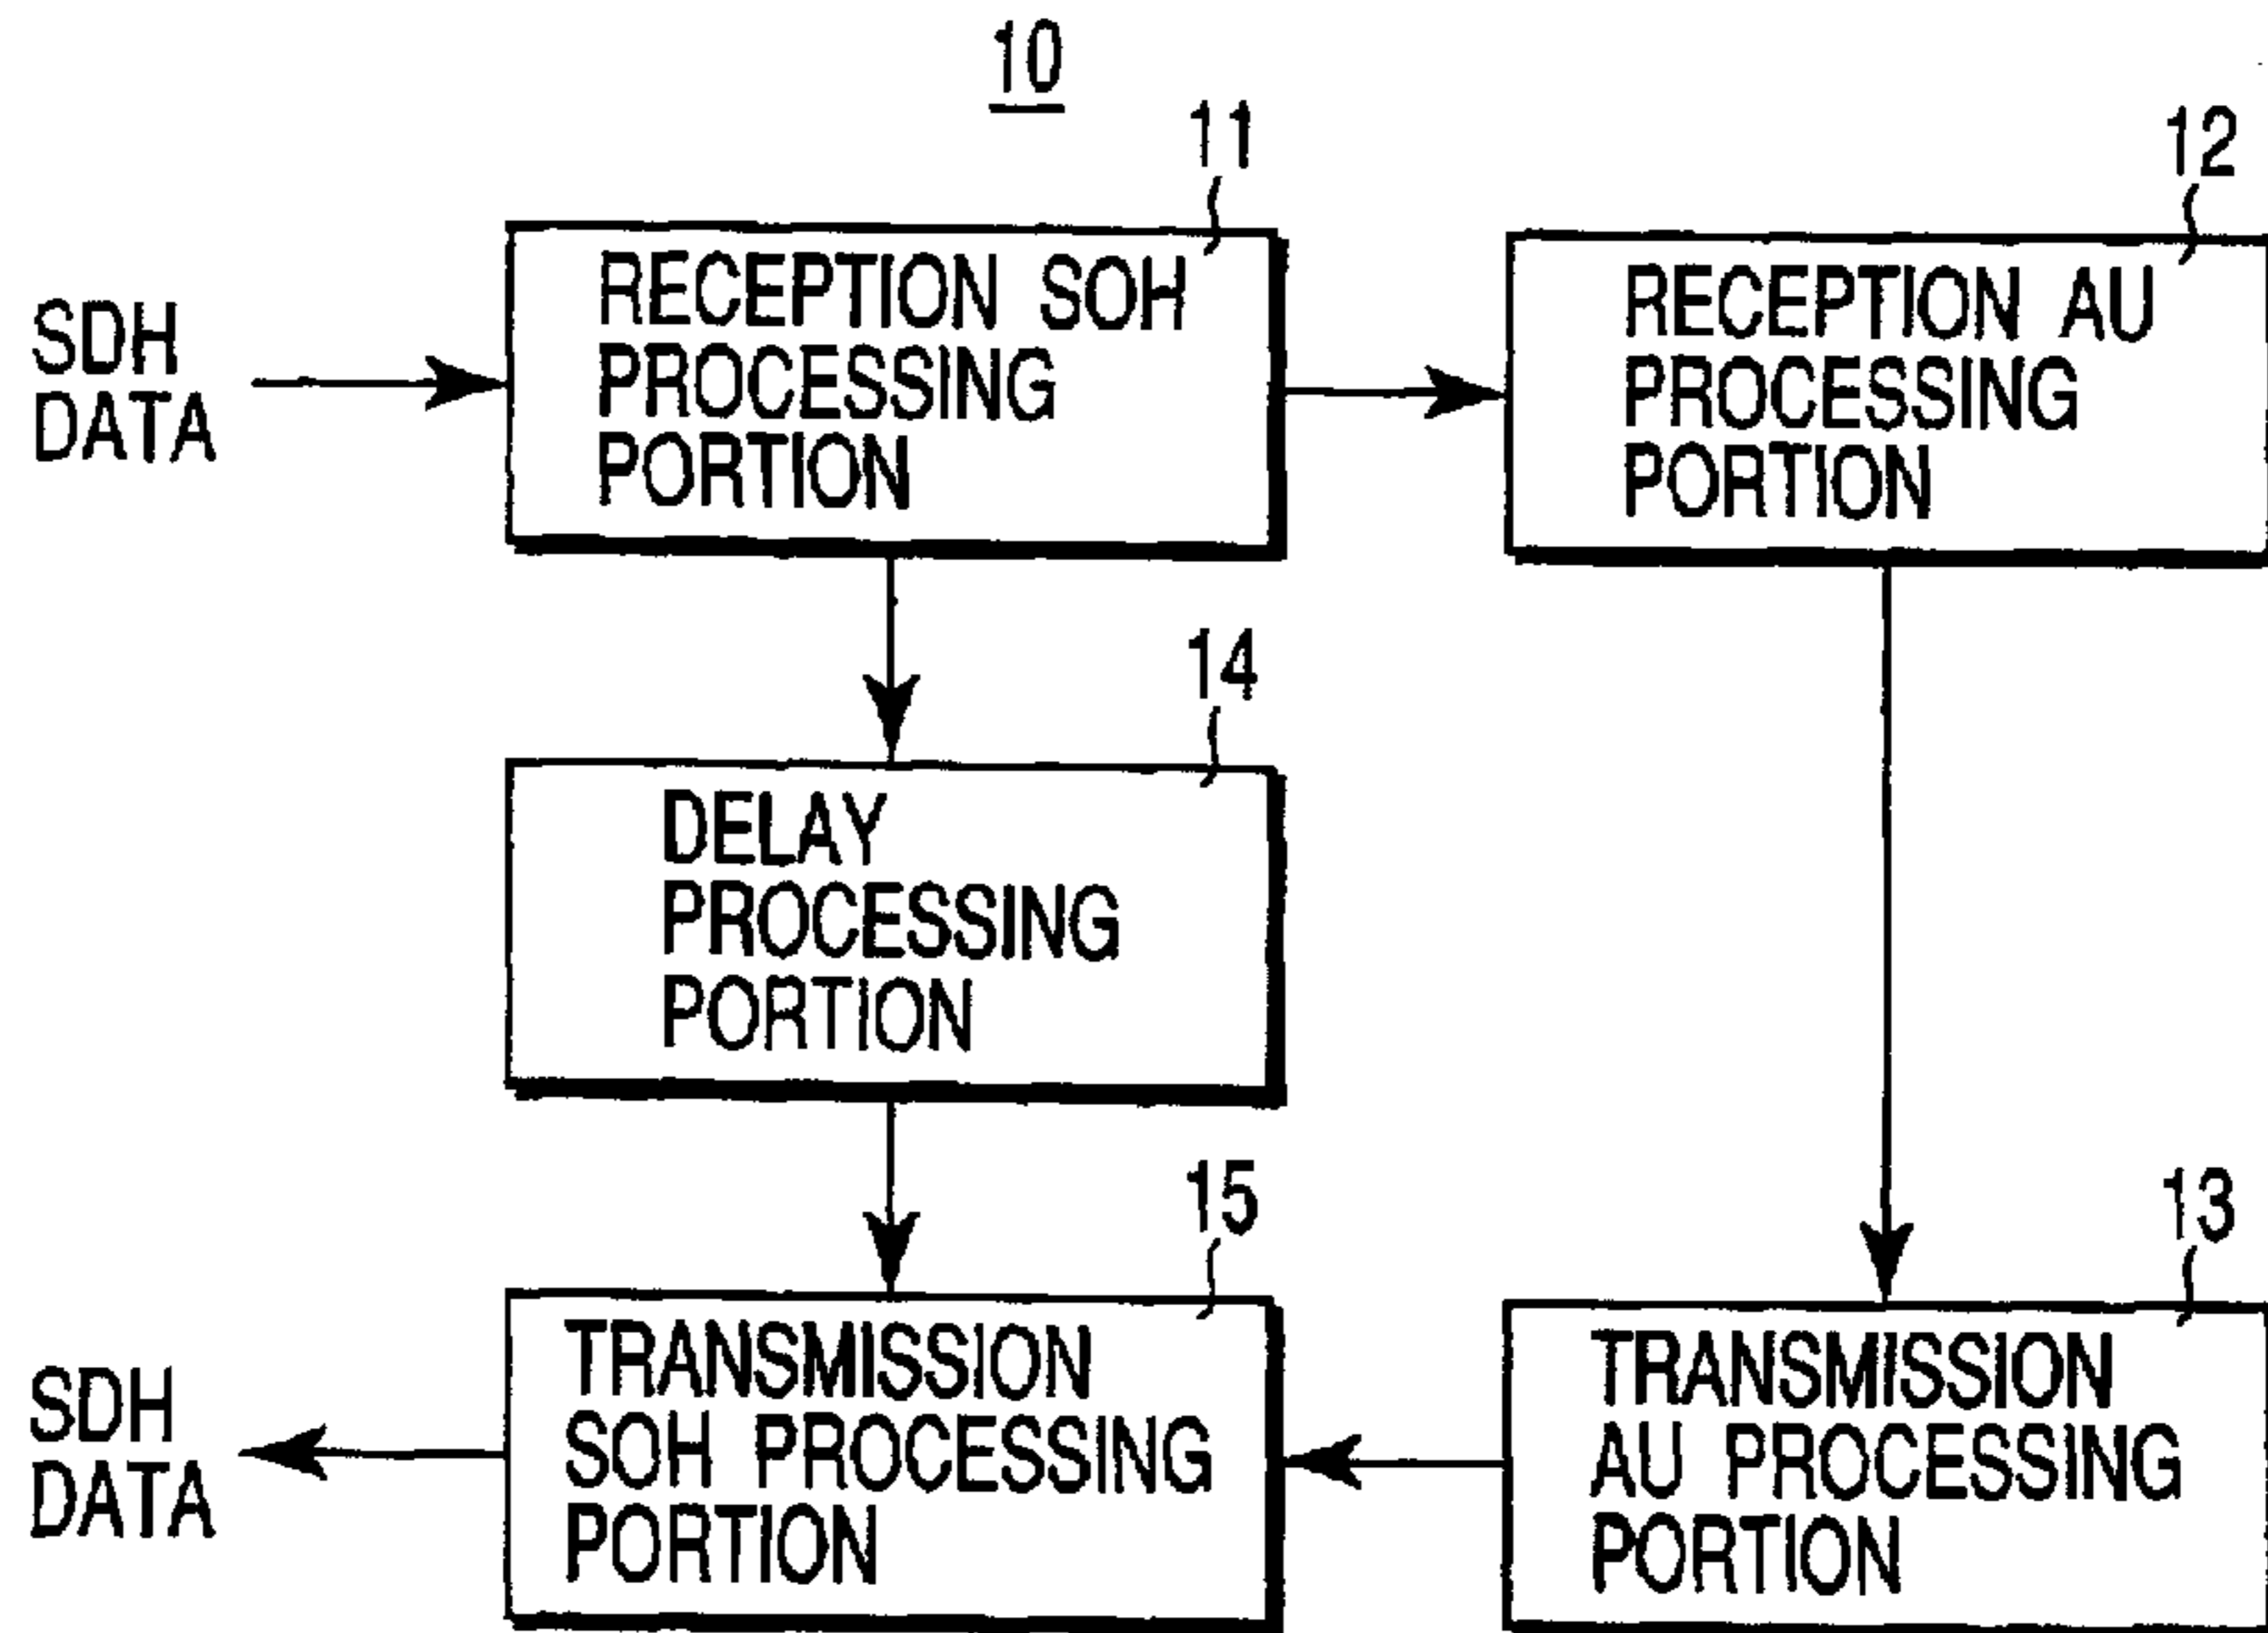 10
11
12
SDH
DATA
RECEPTION SOH
PROCESSING
PORTION
RECEPTION AU
PROCESSING
PORTION
14
DELAY
PROCESSING
PORTION
15
13
SDH
DATA
TRANSMISSION
SOH PROCESSING
PORTION
TRANSMISSION
AU PROCESSING
PORTION